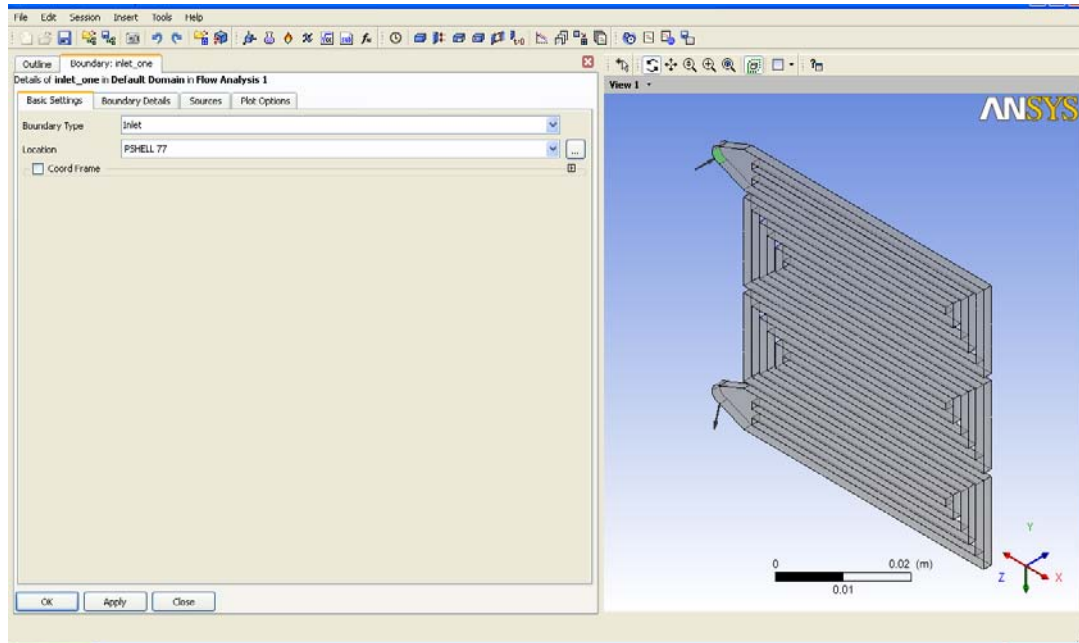 File Edit Session Insert Tools Help
Outline Boundary: inlet_one
Details of inlet_one in Default Domain in Flow Analysis 1
Basic Settings Boundary Details Sources Plot Options
Boundary Type Inlet
Location PSHELL 77 ...
Coord Frame
OK Apply Close
View 1
ANSYS
0 0.02 (m)
0.01
Y
Z X